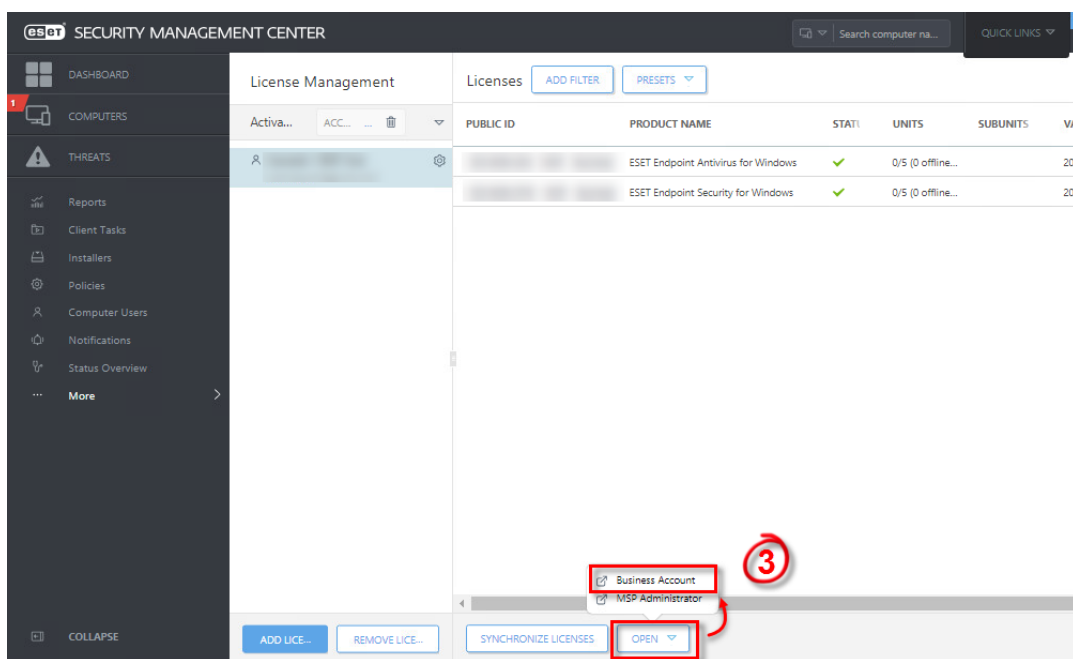 eset SECURITY MANAGEMENT CENTER
Search computer na...
QUICK LINKS
DASHBOARD
1
COMPUTERS
THREATS
Reports
Client Tasks
Installers
Policies
Computer Users
Notifications
Status Overview
... More
COLLAPSE
License Management
Activa...
ACC... ...
ADD LICE...
REMOVE LICE...
Licenses
ADD FILTER
PRESETS
PUBLIC ID PRODUCT NAME STATU UNITS SUBUNITS VA
ESET Endpoint Antivirus for Windows 0/5 (0 offline... 20
ESET Endpoint Security for Windows 0/5 (0 offline... 20
3
Business Account
MSP Administrator
SYNCHRONIZE LICENSES
OPEN